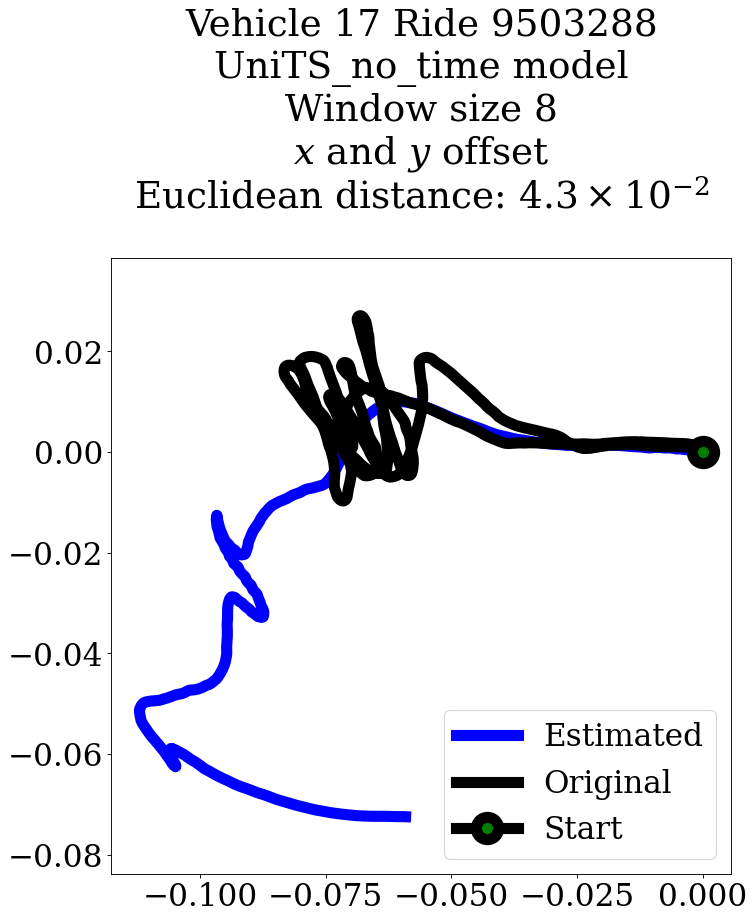 Vehicle 17 Ride 9503288
UniTS_no_time model
Window size 8
x and y offset
Euclidean distance: 4.3 × 10⁻²
0.02
0.00
−0.02
−0.04
−0.06
−0.08
Estimated
Original
Start
−0.100 −0.075 −0.050 −0.025 0.000